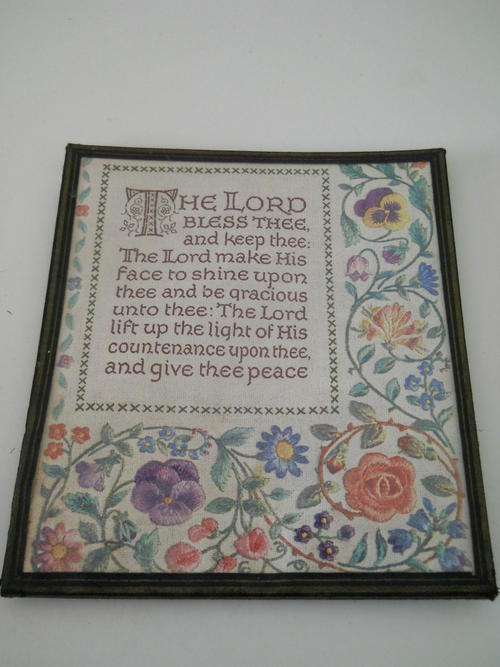 THE LORD
BLESS THEE,
and keep thee:
The Lord make His
face to shine upon
thee and be gracious
unto thee: The Lord
lift up the light of His
countenance upon thee,
and give thee peace